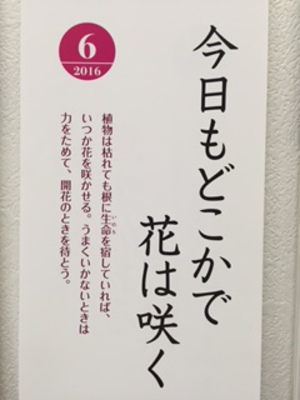 今日もどこかで
花は咲く
6
2016
植物は枯れても根に生命を宿していれば、
いつか花を咲かせる。うまくいかないときは
力をためて、開花のときを待とう。
いのち